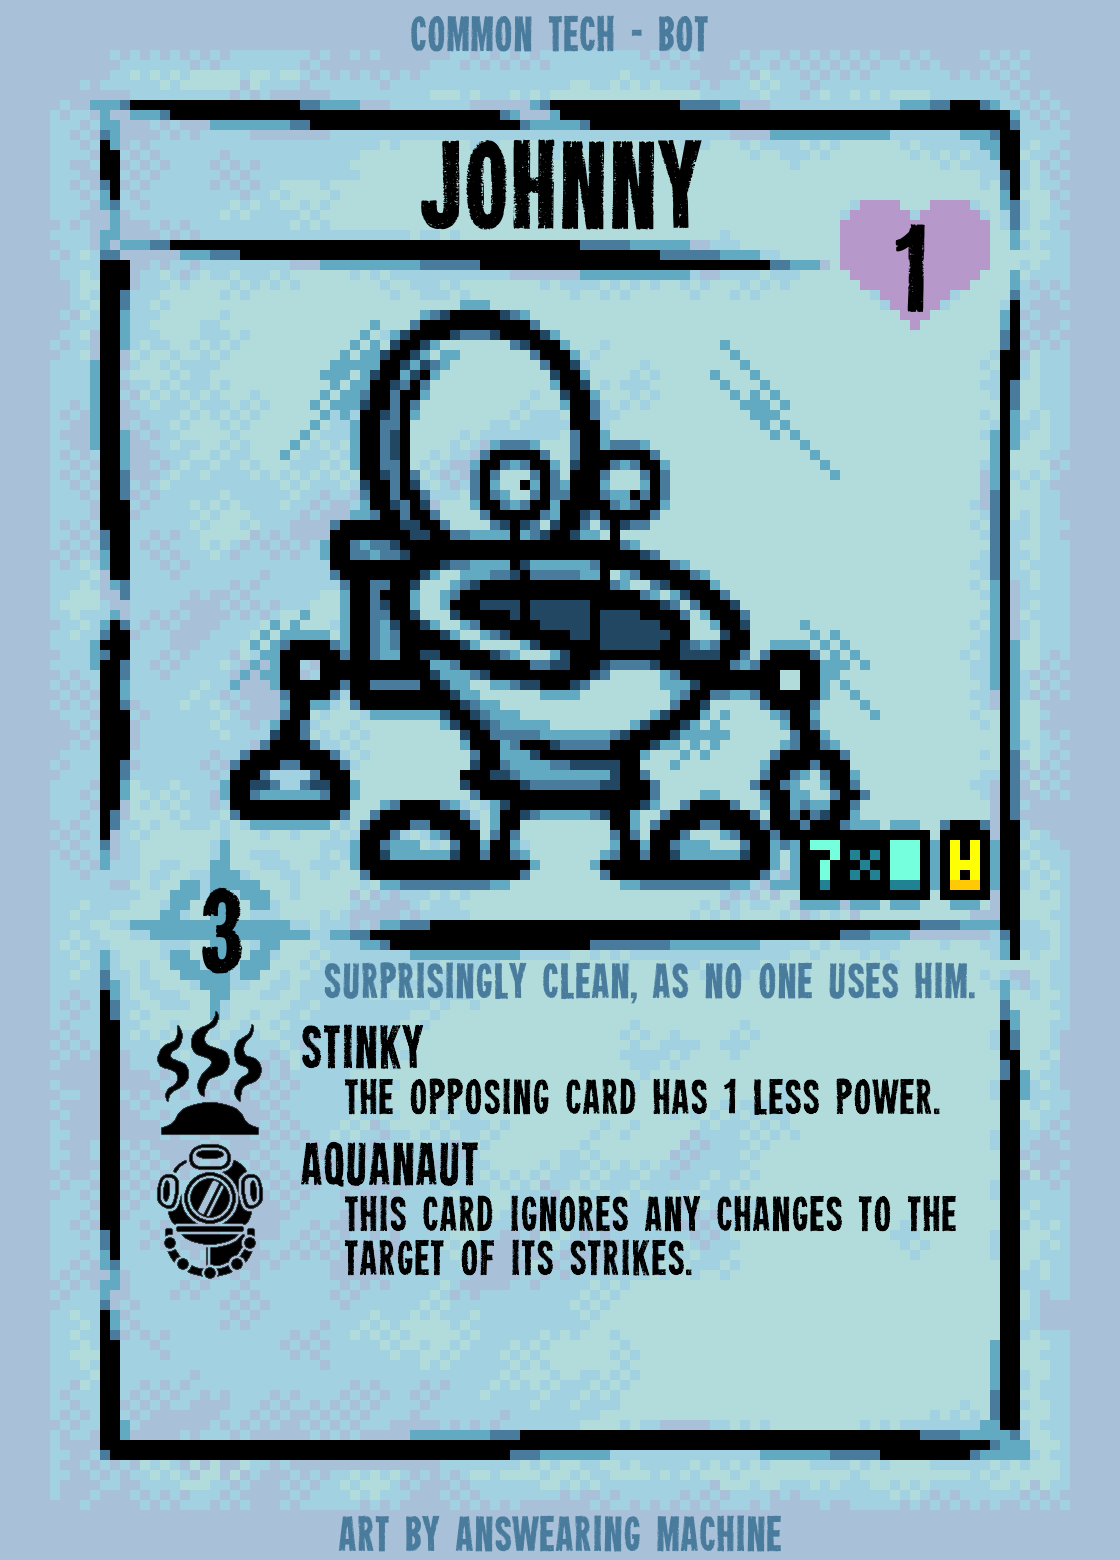 COMMON TECH - BOT
JOHNNY
1
7
3
SURPRISINGLY CLEAN, AS NO ONE USES HIM.
STINKY
THE OPPOSING CARD HAS 1 LESS POWER.
AQUANAUT
THIS CARD IGNORES ANY CHANGES TO THE
TARGET OF ITS STRIKES.
ART BY ANSWEARING MACHINE